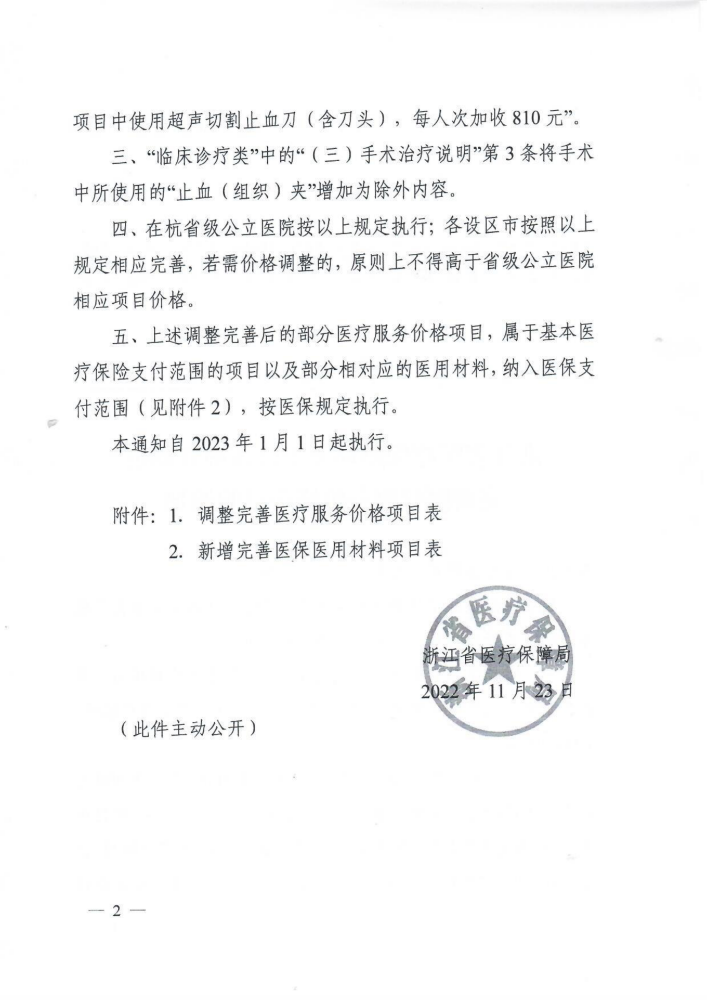 项目中使用超声切割止血刀（含刀头），每人次加收 810 元”。
三、“临床诊疗类”中的“（三）手术治疗说明”第 3 条将手术
中所使用的“止血（组织）夹”增加为除外内容。
四、在杭省级公立医院按以上规定执行；各设区市按照以上
规定相应完善，若需价格调整的，原则上不得高于省级公立医院
相应项目价格。
五、上述调整完善后的部分医疗服务价格项目，属于基本医
疗保险支付范围的项目以及部分相对应的医用材料，纳入医保支
付范围（见附件 2），按医保规定执行。
本通知自 2023 年 1 月 1 日起执行。
附件：1. 调整完善医疗服务价格项目表
2. 新增完善医保医用材料项目表
浙江省医疗保障局
浙江省医疗保障局
2022 年 11 月 23 日
（此件主动公开）
— 2 —